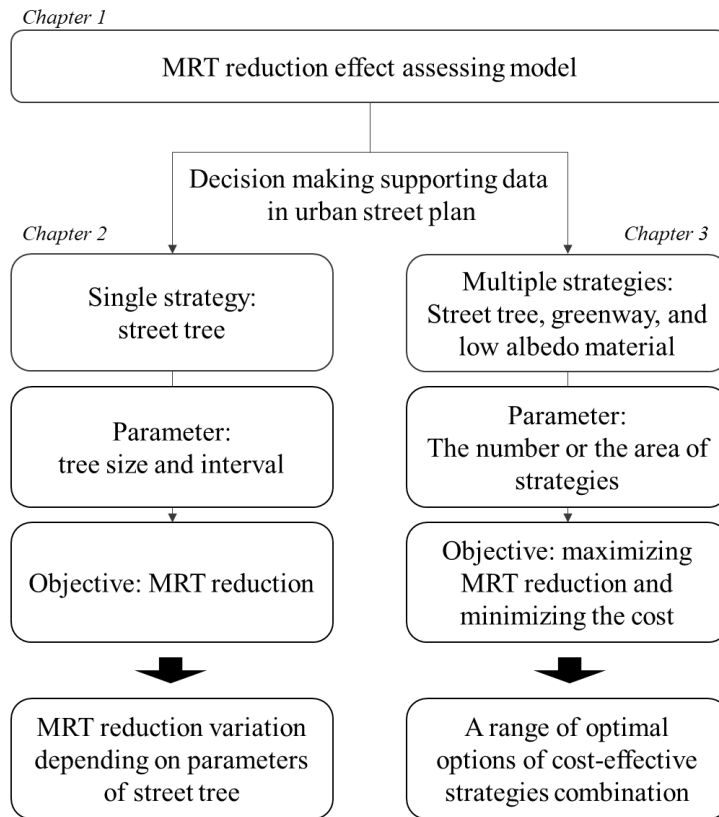 Chapter 1
MRT reduction effect assessing model
Decision making supporting data
in urban street plan
Chapter 2
Single strategy:
street tree
Parameter:
tree size and interval
Objective: MRT reduction
MRT reduction variation
depending on parameters
of street tree
Chapter 3
Multiple strategies:
Street tree, greenway, and
low albedo material
Parameter:
The number or the area of
strategies
Objective: maximizing
MRT reduction and
minimizing the cost
A range of optimal
options of cost-effective
strategies combination